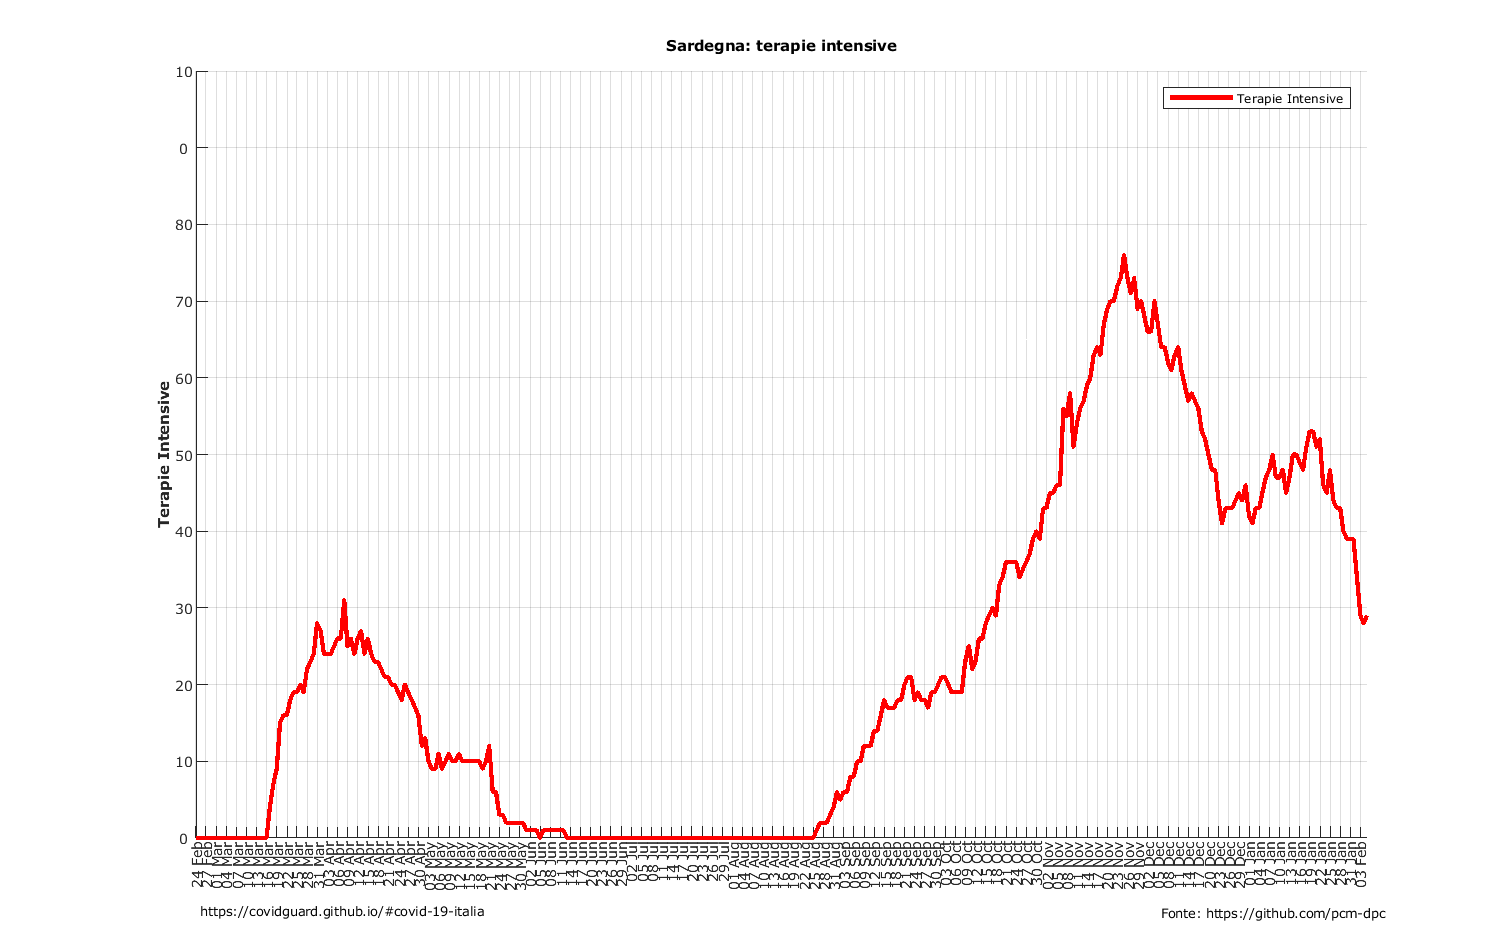 Sardegna: terapie intensive
Terapie Intensive
Terapie Intensive
10
0
80
70
60
50
40
30
20
10
0
24 Feb
27 Feb
01 Mar
04 Mar
07 Mar
10 Mar
13 Mar
16 Mar
19 Mar
22 Mar
25 Mar
28 Mar
31 Mar
03 Apr
06 Apr
09 Apr
12 Apr
15 Apr
18 Apr
21 Apr
24 Apr
27 Apr
30 Apr
03 May
06 May
09 May
12 May
15 May
18 May
21 May
24 May
27 May
30 May
02 Jun
05 Jun
08 Jun
11 Jun
14 Jun
17 Jun
20 Jun
23 Jun
26 Jun
29 Jun
02 Jul
05 Jul
08 Jul
11 Jul
14 Jul
17 Jul
20 Jul
23 Jul
26 Jul
29 Jul
01 Aug
04 Aug
07 Aug
10 Aug
13 Aug
16 Aug
19 Aug
22 Aug
25 Aug
28 Aug
31 Aug
03 Sep
06 Sep
09 Sep
12 Sep
15 Sep
18 Sep
21 Sep
24 Sep
27 Sep
30 Sep
03 Oct
06 Oct
09 Oct
12 Oct
15 Oct
18 Oct
21 Oct
24 Oct
27 Oct
30 Oct
02 Nov
05 Nov
08 Nov
11 Nov
14 Nov
17 Nov
20 Nov
23 Nov
26 Nov
29 Nov
02 Dec
05 Dec
08 Dec
11 Dec
14 Dec
17 Dec
20 Dec
23 Dec
26 Dec
29 Dec
01 Jan
04 Jan
07 Jan
10 Jan
13 Jan
16 Jan
19 Jan
22 Jan
25 Jan
28 Jan
31 Jan
03 Feb
https://covidguard.github.io/#covid-19-italia
Fonte: https://github.com/pcm-dpc